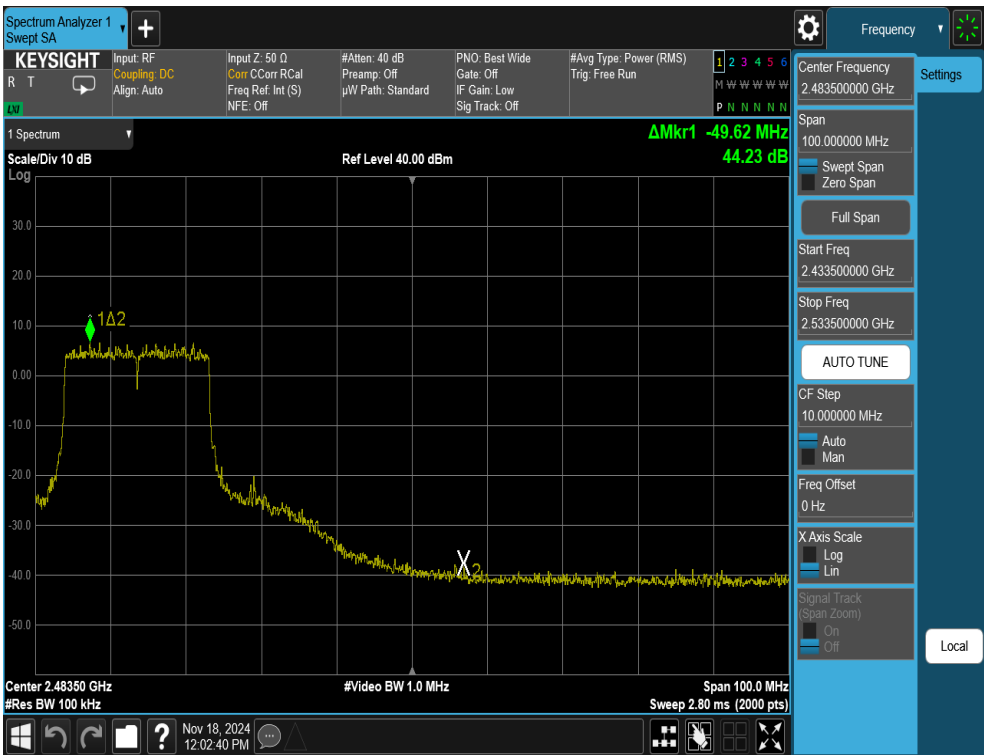 Spectrum Analyzer 1
Swept SA
Frequency
KEYSIGHT
R T
LXI
Input: RF
Coupling: DC
Align: Auto
Input Z: 50 Ω
Corr CCorr RCal
Freq Ref: Int (S)
NFE: Off
#Atten: 40 dB
Preamp: Off
µW Path: Standard
PNO: Best Wide
Gate: Off
IF Gain: Low
Sig Track: Off
#Avg Type: Power (RMS)
Trig: Free Run
1 2 3 4 5 6
M W W W W W
P N N N N N
1 Spectrum
ΔMkr1 -49.62 MHz
44.23 dB
Scale/Div 10 dB
Ref Level 40.00 dBm
Log
30.0
20.0
10.0
0.00
-10.0
-20.0
-30.0
-40.0
-50.0
1Δ2
X2
Center 2.48350 GHz
#Video BW 1.0 MHz
Span 100.0 MHz
#Res BW 100 kHz
Sweep 2.80 ms (2000 pts)
Center Frequency
2.483500000 GHz
Settings
Span
100.000000 MHz
Swept Span
Zero Span
Full Span
Start Freq
2.433500000 GHz
Stop Freq
2.533500000 GHz
AUTO TUNE
CF Step
10.000000 MHz
Auto
Man
Freq Offset
0 Hz
X Axis Scale
Log
Lin
Signal Track
(Span Zoom)
On
Off
Local
?
Nov 18, 2024
12:02:40 PM